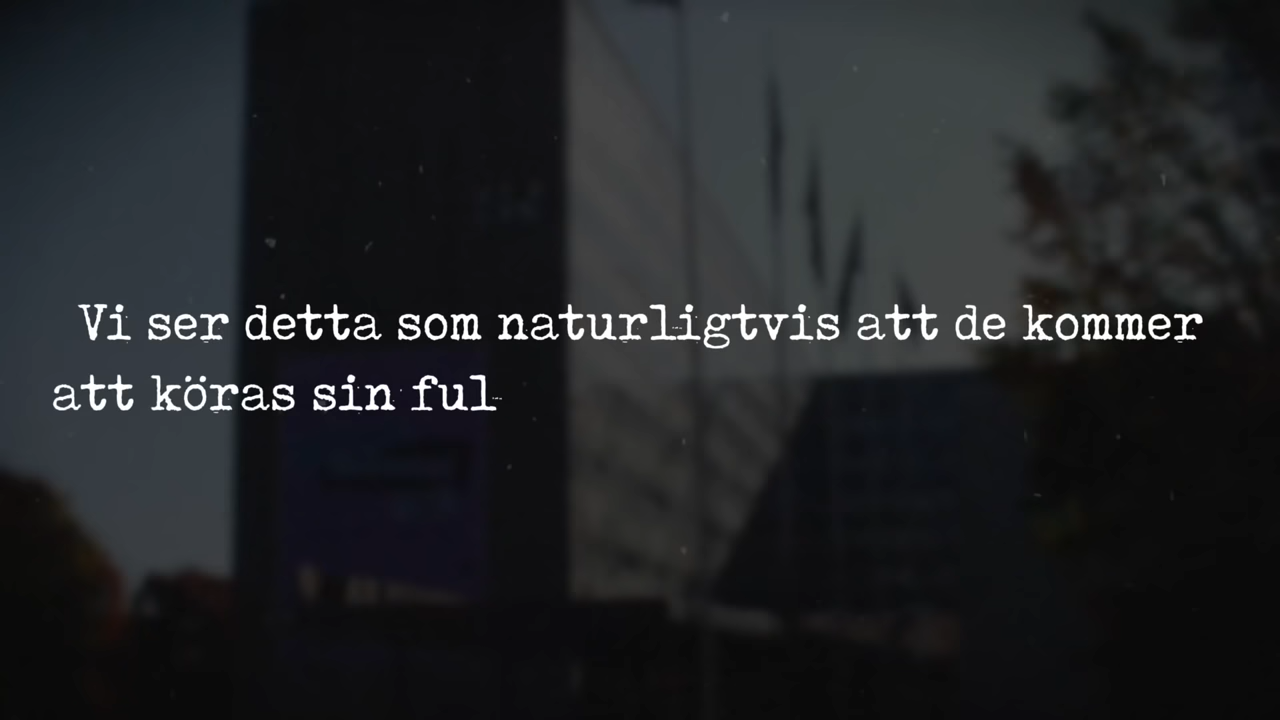 Vi ser detta som naturligtvis att de kommer
att köras sin ful